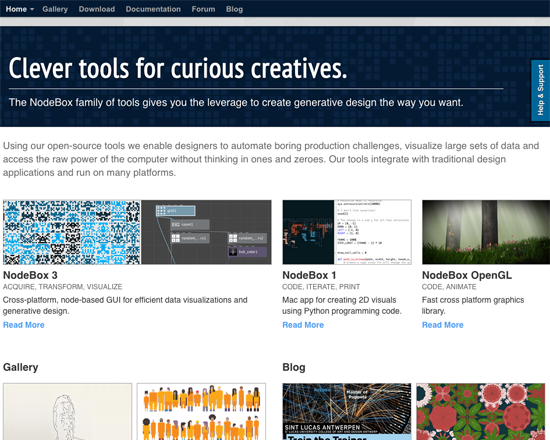 Home Gallery Download Documentation Forum Blog
Clever tools for curious creatives.
The NodeBox family of tools gives you the leverage to create generative design the way you want.
Help & Support
Using our open-source tools we enable designers to automate boring production challenges, visualize large sets of data and
access the raw power of the computer without thinking in ones and zeroes. Our tools integrate with traditional design
applications and run on many platforms.
NodeBox 3
ACQUIRE, TRANSFORM, VISUALIZE
Cross-platform, node-based GUI for efficient data visualizations and
generative design.
Read More
NodeBox 1
CODE, ITERATE, PRINT
Mac app for creating 2D visuals
using Python programming code.
Read More
NodeBox OpenGL
CODE, ANIMATE
Fast cross platform graphics
library.
Read More
Gallery
Blog
Master of
SINT LUCAS ANTWERPEN
Train the Trainer